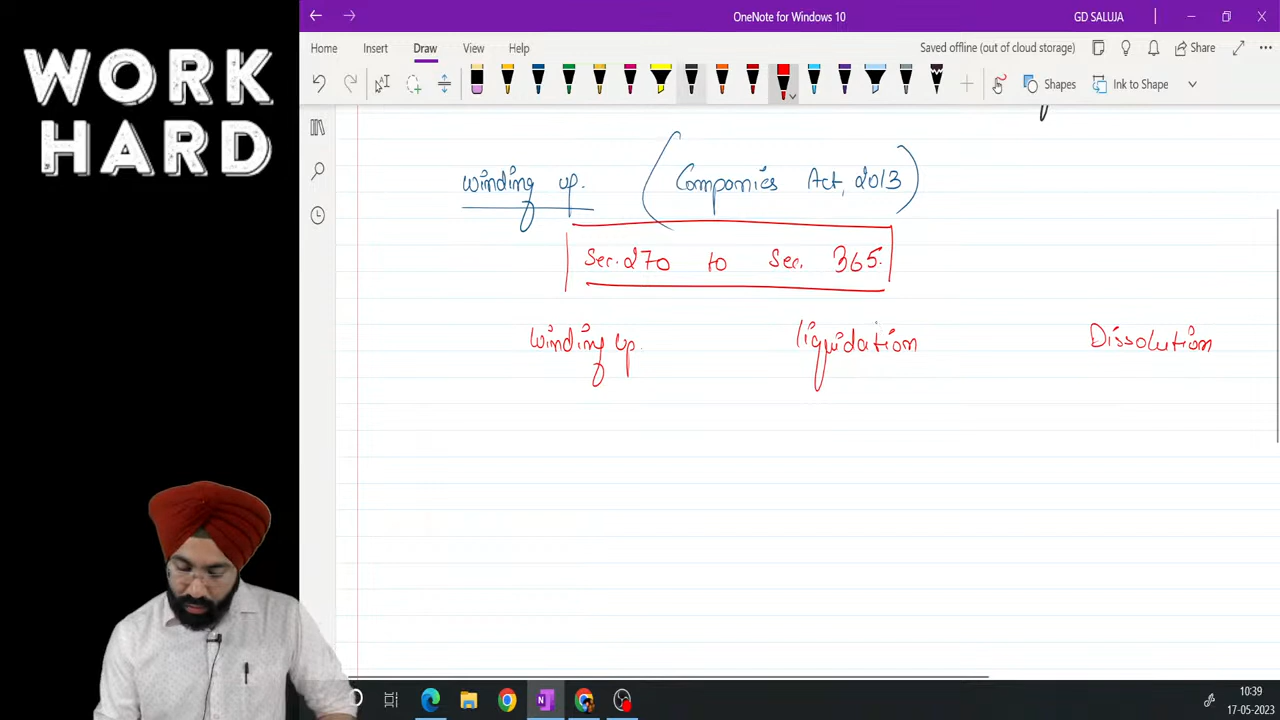 WORK
HARD
OneNote for Windows 10
GD SALUJA
Home Insert Draw View Help
Saved offline (out of cloud storage)
Share
Shapes
Ink to Shape
Winding up. (Companies Act, 2013)
Sec. 270 to Sec. 365.
Winding up. liquidation Dissolution
10:39
17-05-2023